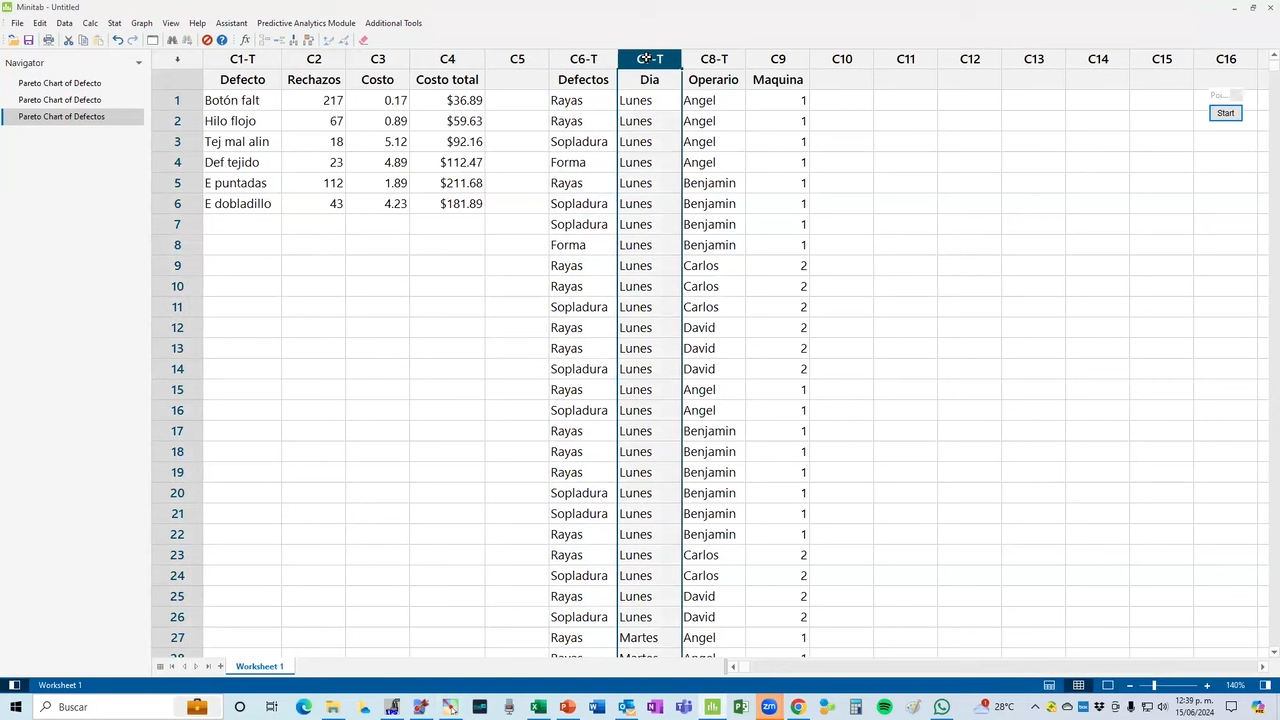 Minitab - Untitled
File Edit Data Calc Stat Graph View Help Assistant Predictive Analytics Module Additional Tools
Navigator
Pareto Chart of Defecto
Pareto Chart of Defecto
Pareto Chart of Defectos
C1-T C2 C3 C4 C5 C6-T C8-T C9 C10 C11 C12 C13 C14 C15 C16
Defecto Rechazos Costo Costo total Defectos Dia Operario Maquina
1 Botón falt 217 0.17 $36.89 Rayas Lunes Angel 1
2 Hilo flojo 67 0.89 $59.63 Rayas Lunes Angel 1
3 Tej mal alin 18 5.12 $92.16 Sopladura Lunes Angel 1
4 Def tejido 23 4.89 $112.47 Forma Lunes Angel 1
5 E puntadas 112 1.89 $211.68 Rayas Lunes Benjamin 1
6 E dobladillo 43 4.23 $181.89 Sopladura Lunes Benjamin 1
7 Sopladura Lunes Benjamin 1
8 Forma Lunes Benjamin 1
9 Rayas Lunes Carlos 2
10 Rayas Lunes Carlos 2
11 Sopladura Lunes Carlos 2
12 Rayas Lunes David 2
13 Rayas Lunes David 2
14 Sopladura Lunes David 2
15 Rayas Lunes Angel 1
16 Sopladura Lunes Angel 1
17 Rayas Lunes Benjamin 1
18 Rayas Lunes Benjamin 1
19 Rayas Lunes Benjamin 1
20 Sopladura Lunes Benjamin 1
21 Sopladura Lunes Benjamin 1
22 Rayas Lunes Benjamin 1
23 Rayas Lunes Carlos 2
24 Sopladura Lunes Carlos 2
25 Rayas Lunes David 2
26 Sopladura Lunes David 2
27 Rayas Martes Angel 1
Start
Worksheet 1
Worksheet 1
140%
Buscar
28°C
12:39 p. m.
15/06/2024